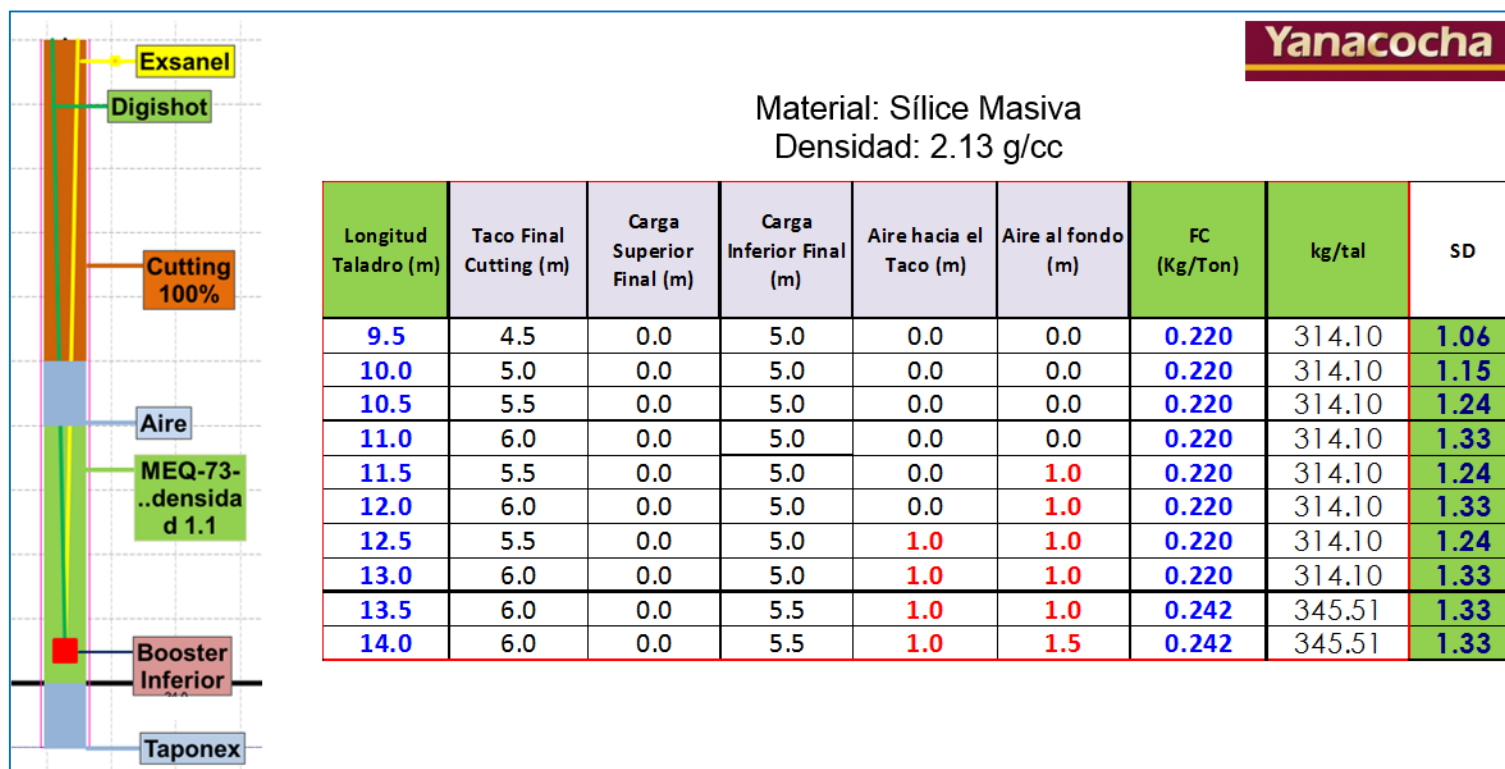 Yanacocha
Exsanel
Digishot
Cutting
100%
Aire
MEQ-73-
..densida
d 1.1
Booster
Inferior
Taponex
Material: Sílice Masiva
Densidad: 2.13 g/cc
Longitud Taladro (m) Taco Final Cutting (m) Carga Superior Final (m) Carga Inferior Final (m) Aire hacia el Taco (m) Aire al fondo (m) FC (Kg/Ton) kg/tal SD
9.5 4.5 0.0 5.0 0.0 0.0 0.220 314.10 1.06
10.0 5.0 0.0 5.0 0.0 0.0 0.220 314.10 1.15
10.5 5.5 0.0 5.0 0.0 0.0 0.220 314.10 1.24
11.0 6.0 0.0 5.0 0.0 0.0 0.220 314.10 1.33
11.5 5.5 0.0 5.0 0.0 1.0 0.220 314.10 1.24
12.0 6.0 0.0 5.0 0.0 1.0 0.220 314.10 1.33
12.5 5.5 0.0 5.0 1.0 1.0 0.220 314.10 1.24
13.0 6.0 0.0 5.0 1.0 1.0 0.220 314.10 1.33
13.5 6.0 0.0 5.5 1.0 1.0 0.242 345.51 1.33
14.0 6.0 0.0 5.5 1.0 1.5 0.242 345.51 1.33